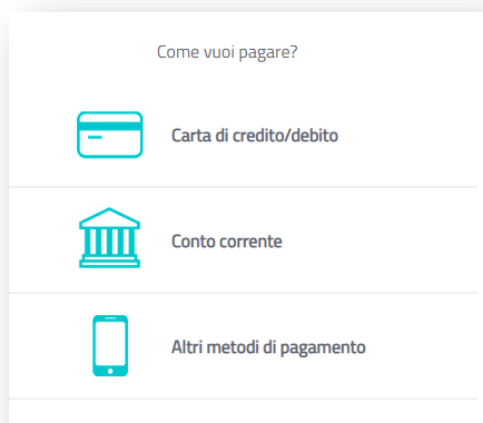 Come vuoi pagare?
Carta di credito/debito
Conto corrente
Altri metodi di pagamento